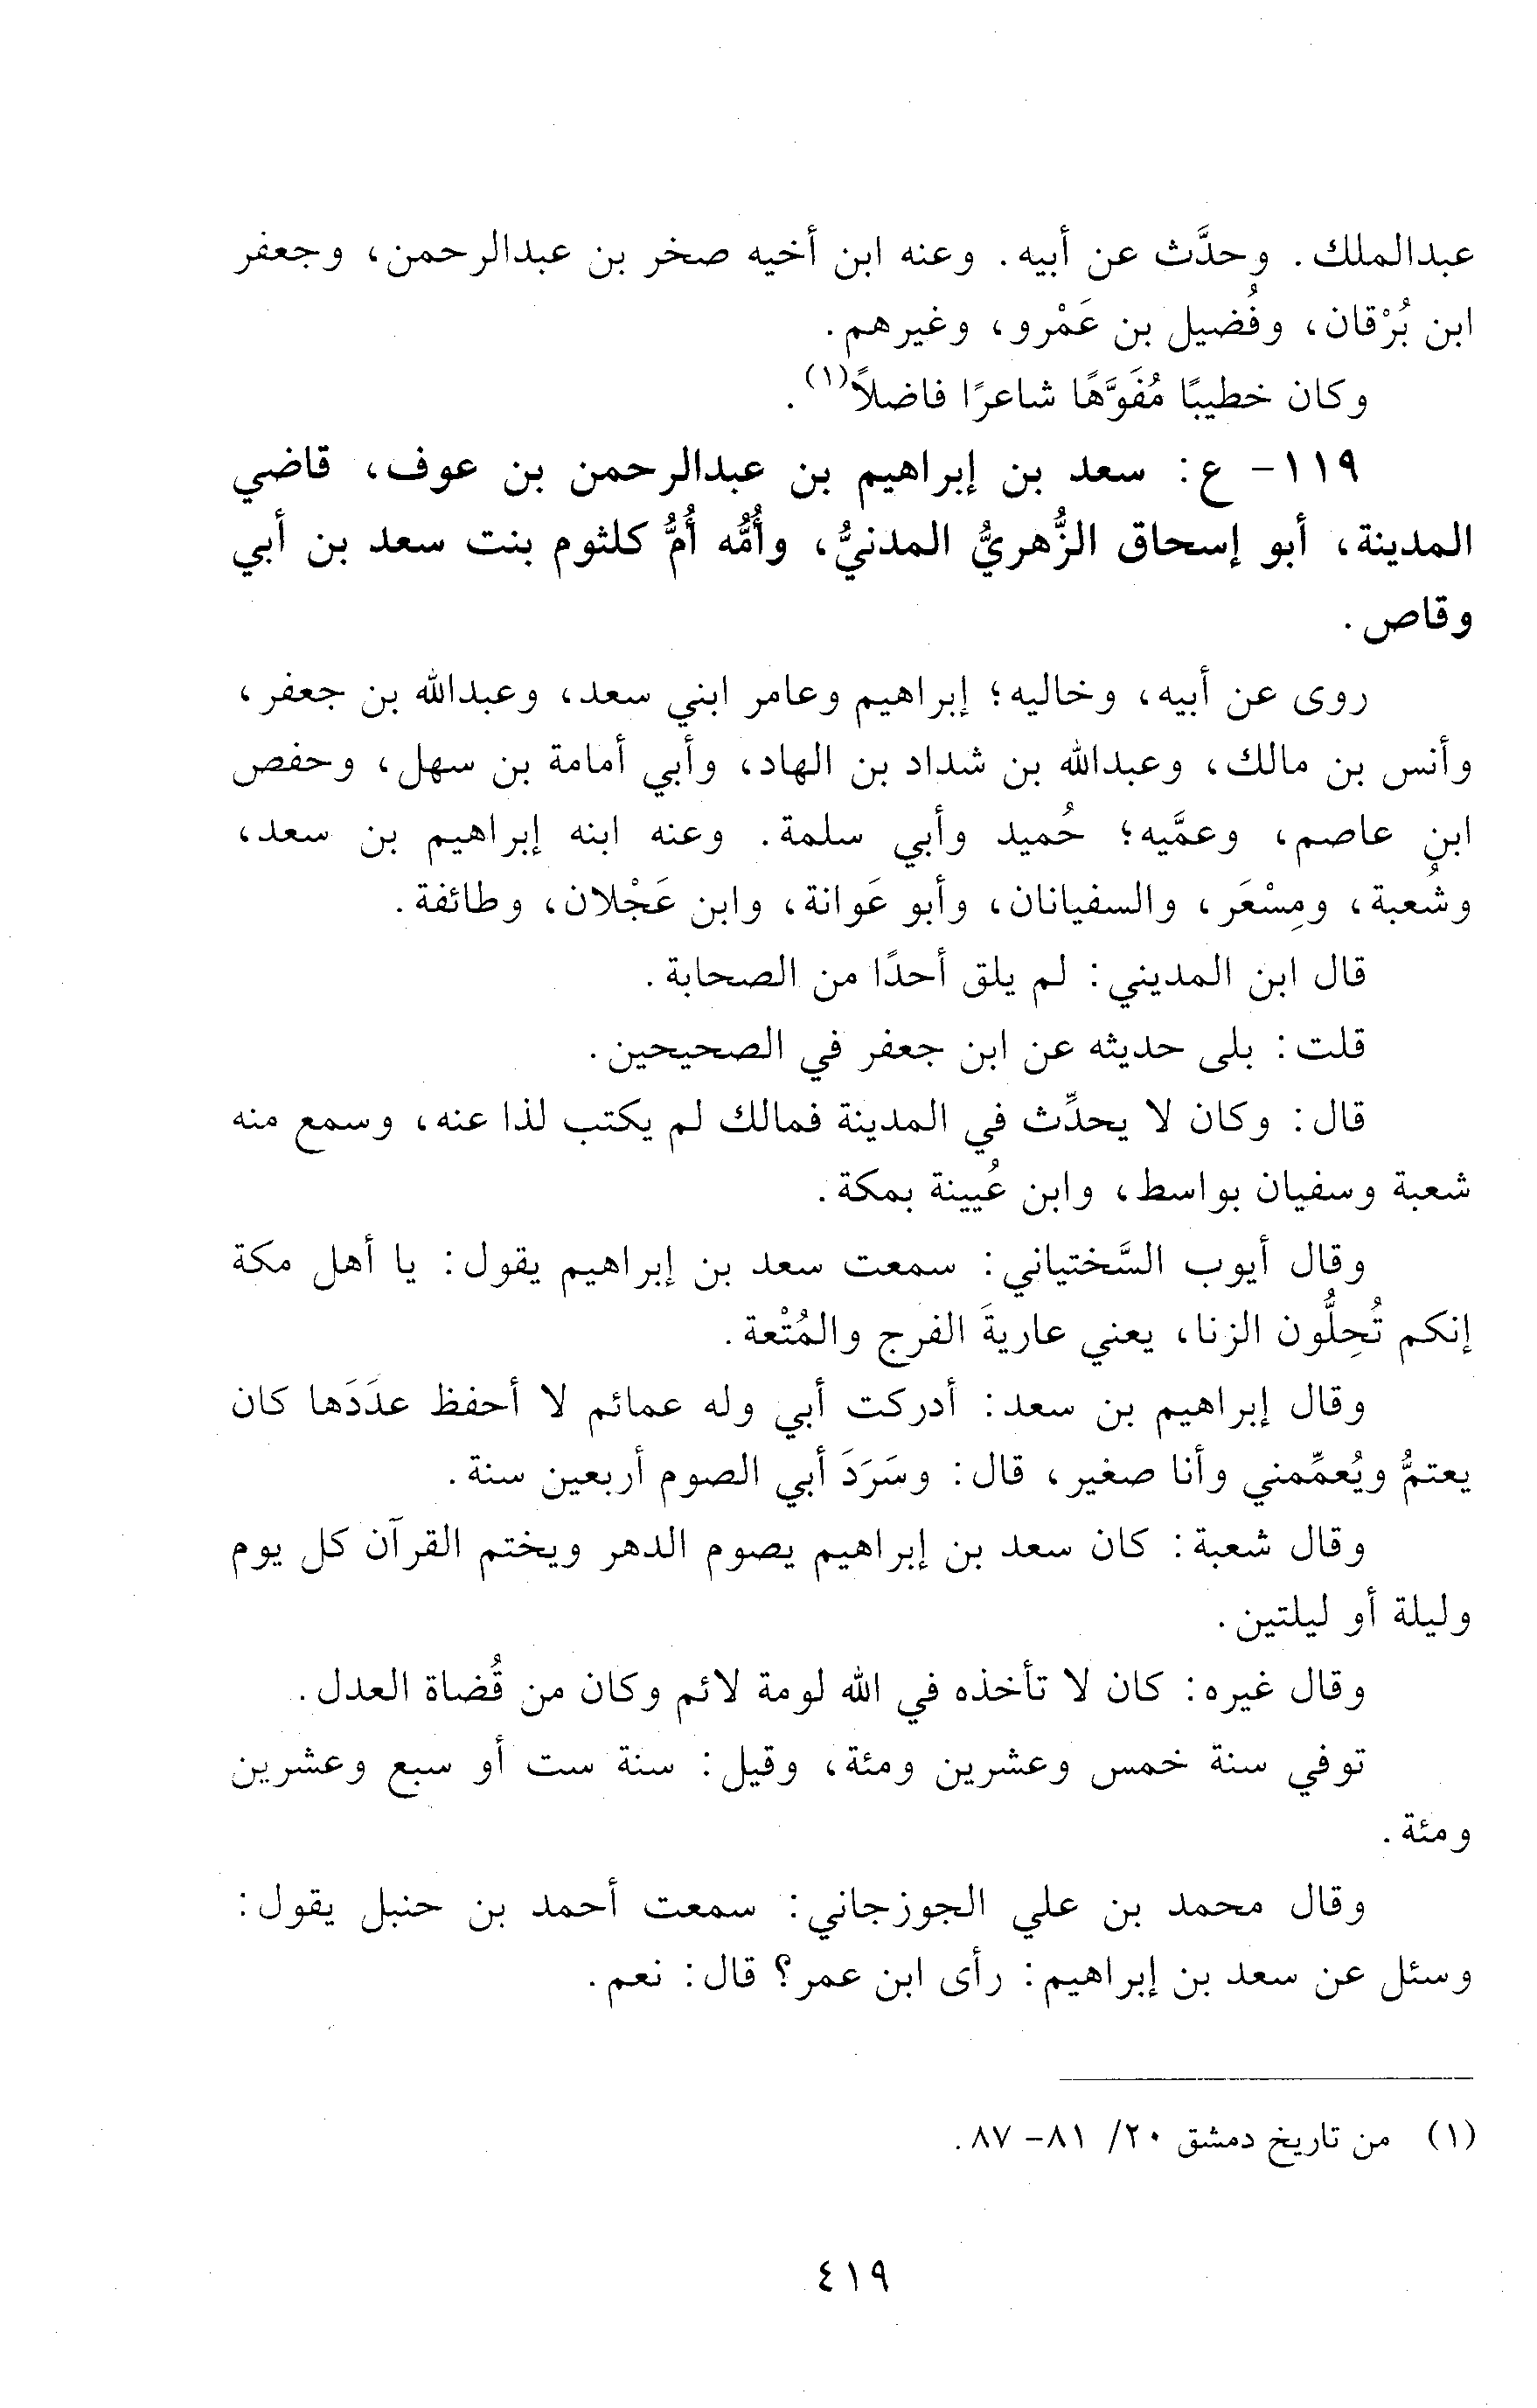 عبدالملك. وحدَّث عن أبيه. وعنه ابن أخيه صخر بن عبدالرحمن، وجعفر
ابن بُرْقان، وفُضيل بن عَمْرو، وغيرهم.
وكان خطيبًا مُفَوَّهًا شاعرًا فاضلاً(١).
١١٩- ع: سعد بن إبراهيم بن عبدالرحمن بن عوف، قاضي
المدينة، أبو إسحاق الزُّهريُّ المدنيُّ، وأُمُّه أُمُّ كلثوم بنت سعد بن أبي
وقاص.
روى عن أبيه، وخاليه؛ إبراهيم وعامر ابني سعد، وعبدالله بن جعفر،
وأنس بن مالك، وعبدالله بن شداد بن الهاد، وأبي أمامة بن سهل، وحفص
ابن عاصم، وعمَّيه؛ حُميد وأبي سلمة. وعنه ابنه إبراهيم بن سعد،
وشُعبة، ومِسْعَر، والسفيانان، وأبو عَوانة، وابن عَجْلان، وطائفة.
قال ابن المديني: لم يلق أحدًا من الصحابة.
قلت: بلى حديثه عن ابن جعفر في الصحيحين.
قال: وكان لا يحدِّث في المدينة فمالك لم يكتب لذا عنه، وسمع منه
شعبة وسفيان بواسط، وابن عُيينة بمكة.
وقال أيوب السَّختياني: سمعت سعد بن إبراهيم يقول: يا أهل مكة
إنكم تُحِلُّون الزنا، يعني عاريةَ الفرج والمُتْعة.
وقال إبراهيم بن سعد: أدركت أبي وله عمائم لا أحفظ عدَدَها كان
يعتمُّ ويُعمِّمني وأنا صغير، قال: وسَرَدَ أبي الصوم أربعين سنة.
وقال شعبة: كان سعد بن إبراهيم يصوم الدهر ويختم القرآن كل يوم
وليلة أو ليلتين.
وقال غيره: كان لا تأخذه في الله لومة لائم وكان من قُضاة العدل.
توفي سنة خمس وعشرين ومئة، وقيل: سنة ست أو سبع وعشرين
ومئة.
وقال محمد بن علي الجوزجاني: سمعت أحمد بن حنبل يقول:
وسئل عن سعد بن إبراهيم: رأى ابن عمر؟ قال: نعم.
(١) من تاريخ دمشق ٢٠/ ٨١- ٨٧.
٤١٩